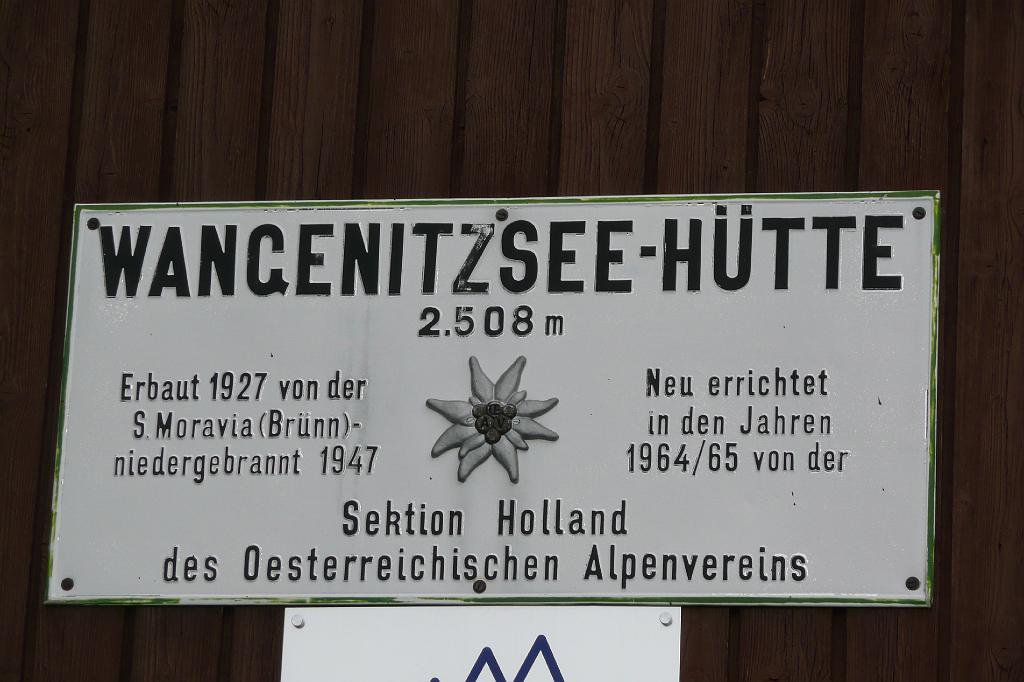 WANGENITZSEE-HÜTTE
2.508 m
Erbaut 1927 von der
S. Moravia (Brünn)-
niedergebrannt 1947
Neu errichtet
in den Jahren
1964/65 von der
Sektion Holland
des Oesterreichischen Alpenvereins